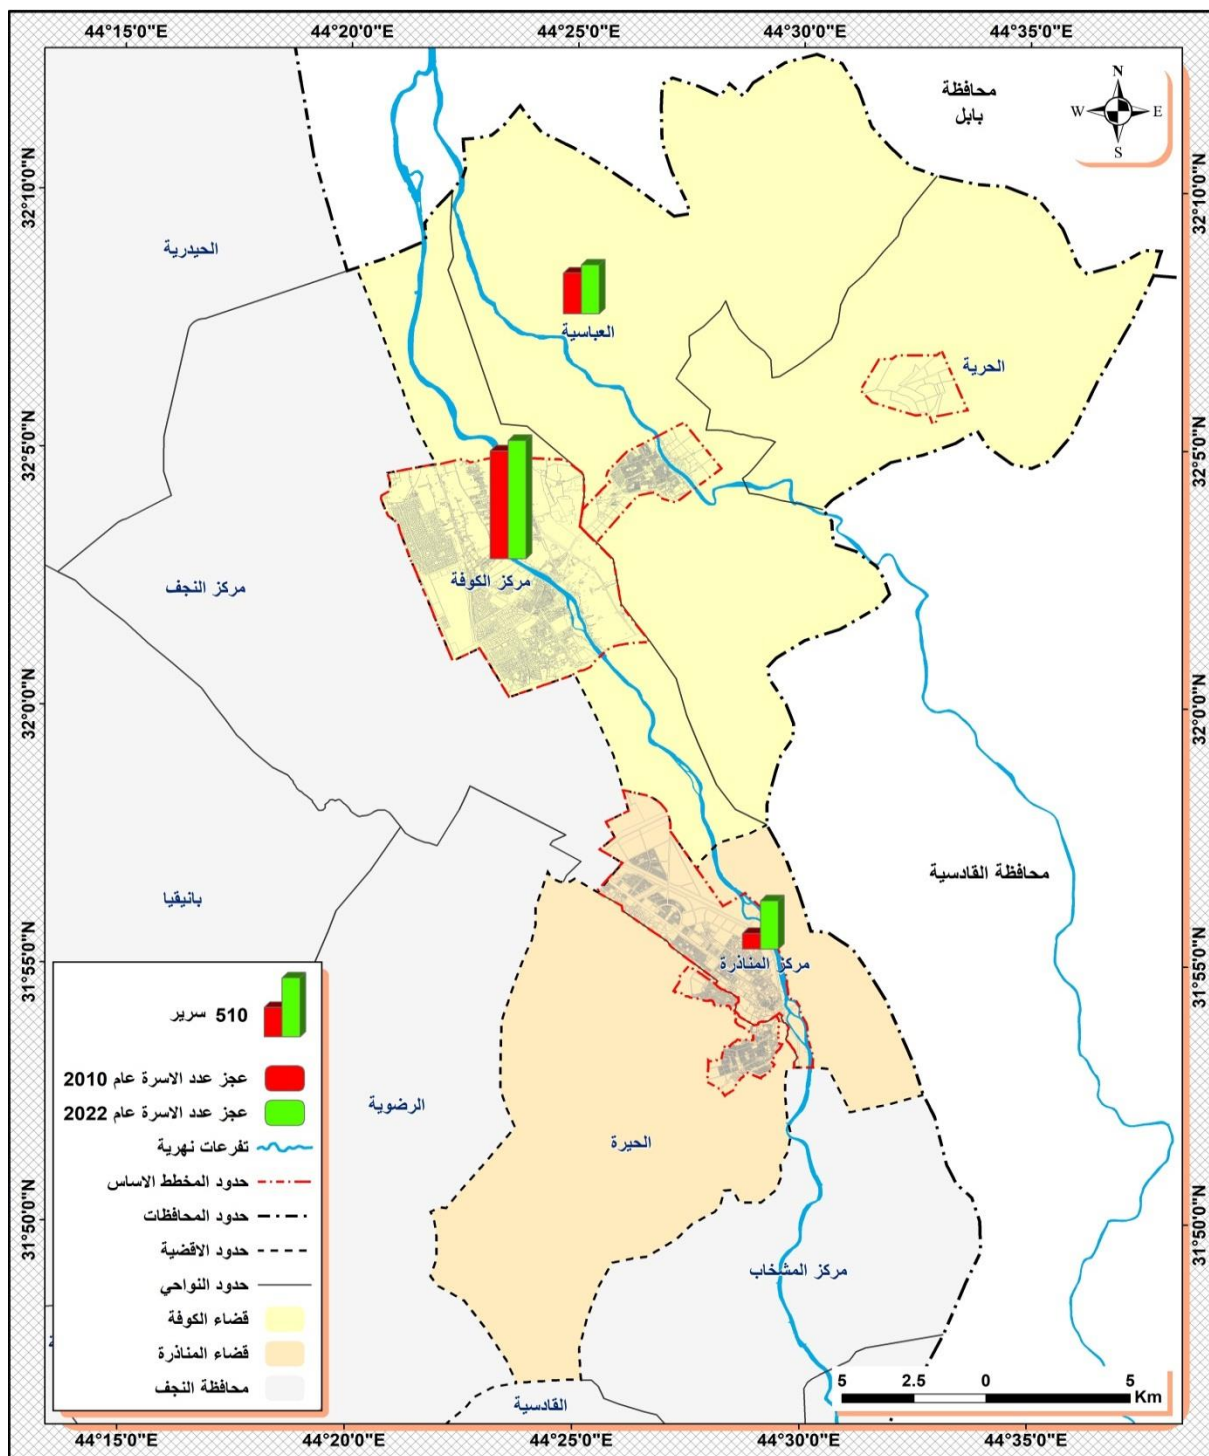 44°15'0"E
44°20'0"E
44°25'0"E
44°30'0"E
44°35'0"E
محافظة
بابل
N
W
E
S
32°10'0"N
32°10'0"N
الحيدرية
العباسية
الحرية
32°5'0"N
32°5'0"N
مركز الكوفة
مركز النجف
32°0'0"N
32°0'0"N
محافظة القادسية
بانيقيا
مركز المناذرة
31°55'0"N
31°55'0"N
510 سرير
عجز عدد الاسرة عام 2010
عجز عدد الاسرة عام 2022
تفرعات نهرية
حدود المخطط الاساس
حدود المحافظات
حدود الاقضية
حدود النواحي
قضاء الكوفة
قضاء المناذرة
محافظة النجف
الرضوية
الحيرة
31°50'0"N
31°50'0"N
مركز المشخاب
القادسية
5
2.5
0
5
Km
44°15'0"E
44°20'0"E
44°25'0"E
44°30'0"E
44°35'0"E